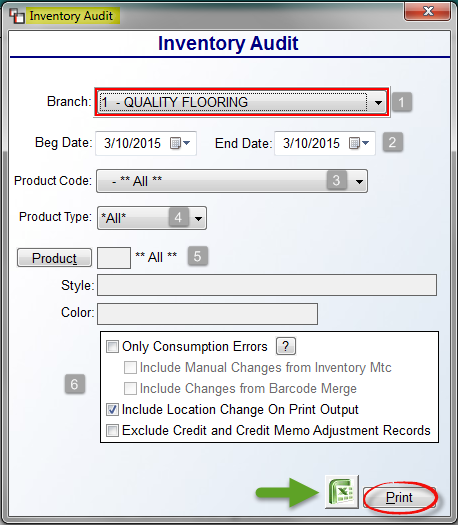 Inventory Audit
Inventory Audit
Branch: 1 - QUALITY FLOORING 1
Beg Date: 3/10/2015 End Date: 3/10/2015 2
Product Code: - ** All ** 3
Product Type: *All* 4
Product ** All ** 5
Style:
Color:
Only Consumption Errors ?
Include Manual Changes from Inventory Mtc
6
Include Changes from Barcode Merge
Include Location Change On Print Output
Exclude Credit and Credit Memo Adjustment Records
Print